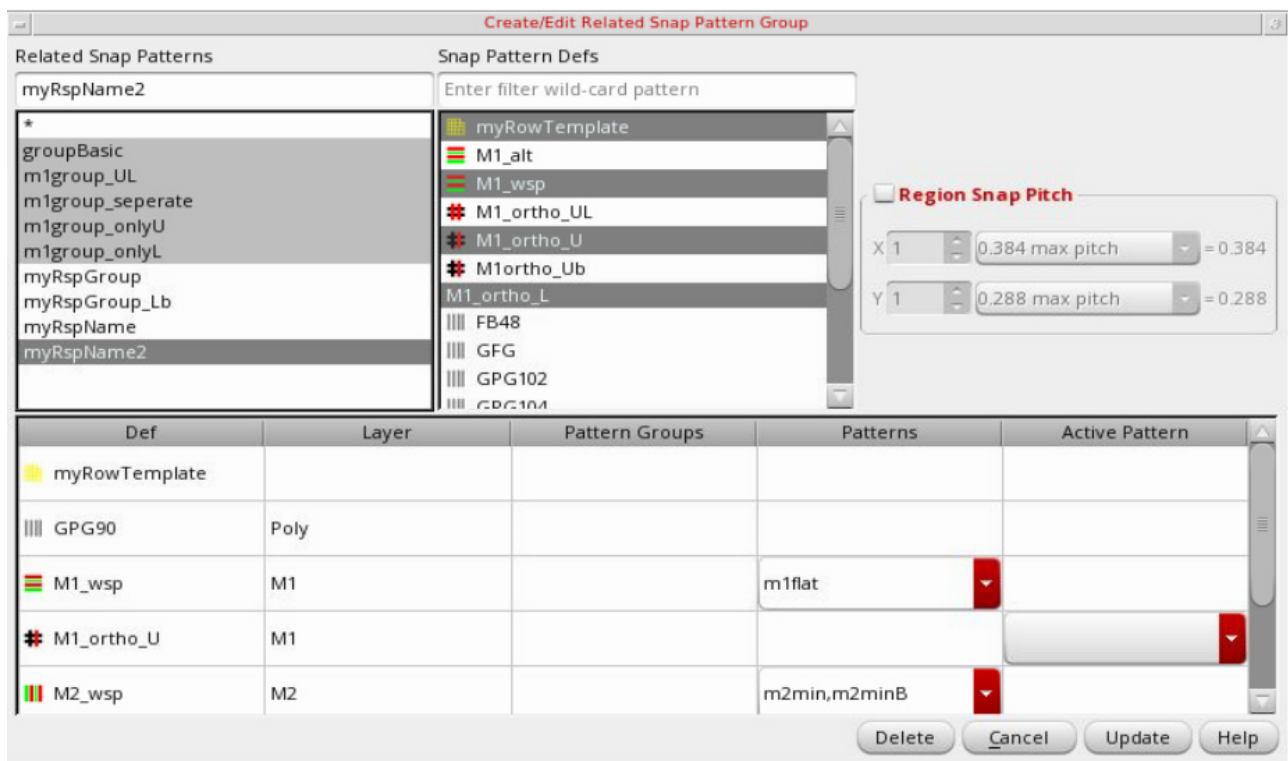 Create/Edit Related Snap Pattern Group
Related Snap Patterns
Snap Pattern Defs
myRspName2
Enter filter wild-card pattern
*
groupBasic
m1group_UL
m1group_seperate
m1group_onlyU
m1group_onlyL
myRspGroup
myRspGroup_Lb
myRspName
myRspName2
myRowTemplate
M1_alt
M1_wsp
M1_ortho_UL
M1_ortho_U
M1ortho_Ub
M1_ortho_L
FB48
GFG
GPG102
GPG104
Region Snap Pitch
X 1 0.384 max pitch = 0.384
Y 1 0.288 max pitch = 0.288
Def Layer Pattern Groups Patterns Active Pattern
myRowTemplate
GPG90 Poly
M1_wsp M1 m1flat
M1_ortho_U M1
M2_wsp M2 m2min,m2minB
Delete Cancel Update Help